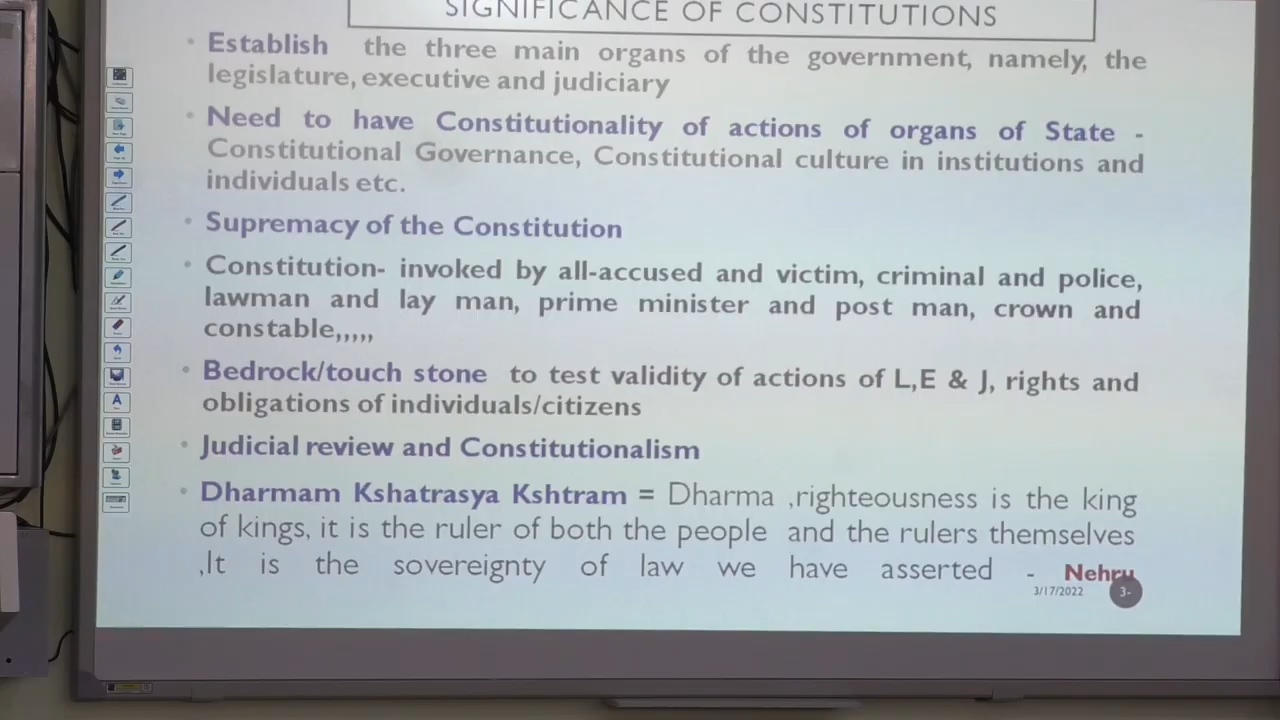 SIGNIFICANCE OF CONSTITUTIONS
• Establish the three main organs of the government, namely, the
legislature, executive and judiciary
• Need to have Constitutionality of actions of organs of State -
Constitutional Governance, Constitutional culture in institutions and
individuals etc.
• Supremacy of the Constitution
• Constitution- invoked by all-accused and victim, criminal and police,
lawman and lay man, prime minister and post man, crown and
constable,,,,,
• Bedrock/touch stone to test validity of actions of L,E & J, rights and
obligations of individuals/citizens
• Judicial review and Constitutionalism
• Dharmam Kshatrasya Kshtram = Dharma ,righteousness is the king
of kings, it is the ruler of both the people and the rulers themselves
,It is the sovereignty of law we have asserted - Nehru
3/17/2022 3-